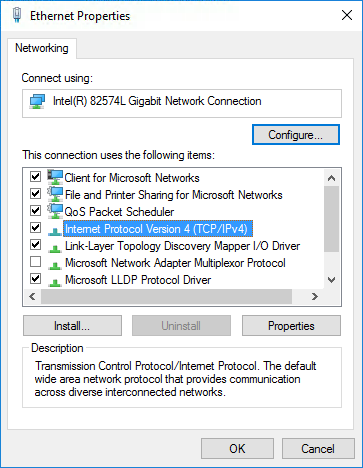 Ethernet Properties
Networking
Connect using:
Intel(R) 82574L Gigabit Network Connection
Configure...
This connection uses the following items:
Client for Microsoft Networks
File and Printer Sharing for Microsoft Networks
QoS Packet Scheduler
Internet Protocol Version 4 (TCP/IPv4)
Link-Layer Topology Discovery Mapper I/O Driver
Microsoft Network Adapter Multiplexor Protocol
Microsoft LLDP Protocol Driver
Install...
Uninstall
Properties
Description
Transmission Control Protocol/Internet Protocol. The default
wide area network protocol that provides communication
across diverse interconnected networks.
OK
Cancel